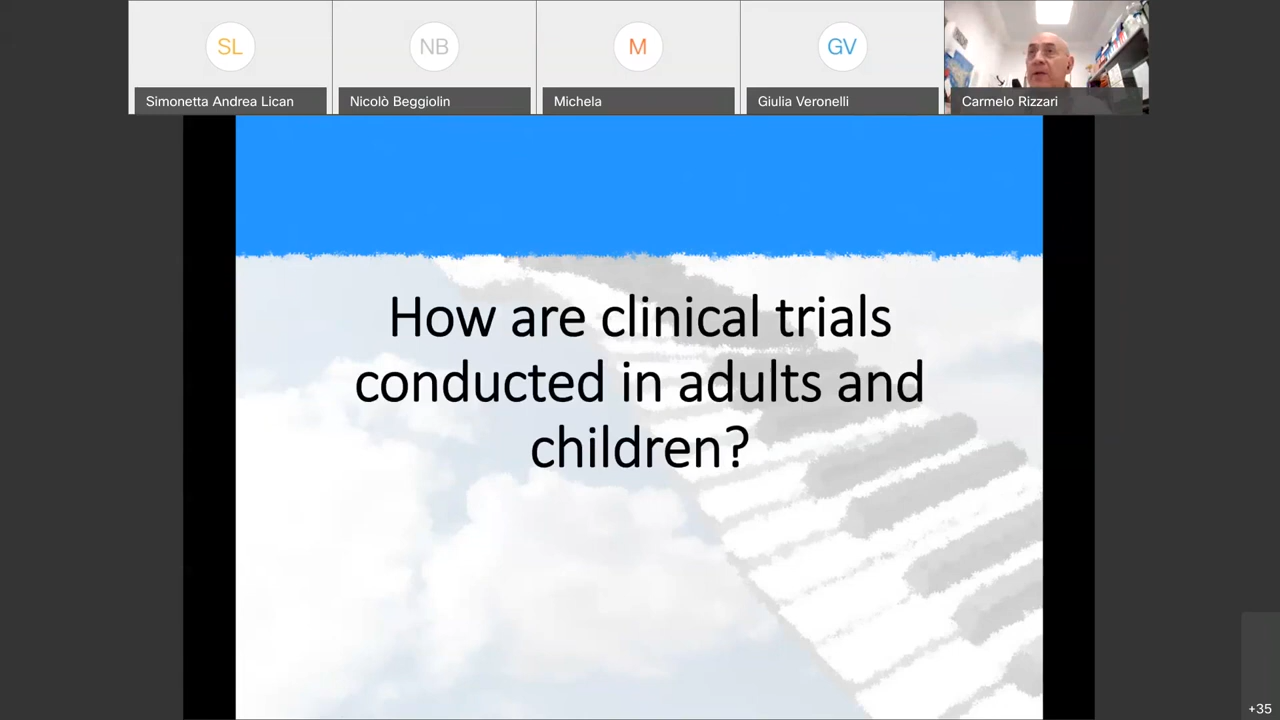 SL
NB
M
GV
Simonetta Andrea Lican
Nicolò Beggiolin
Michela
Giulia Veronelli
Carmelo Rizzari
How are clinical trials
conducted in adults and
children?
+35